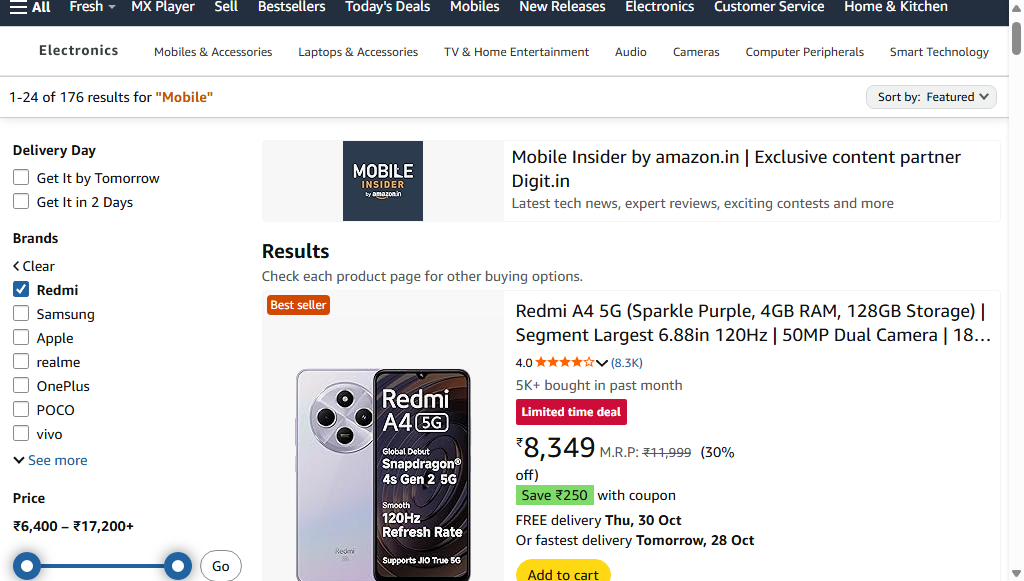 All Fresh MX Player Sell Bestsellers Today's Deals Mobiles New Releases Electronics Customer Service Home & Kitchen
Electronics Mobiles & Accessories Laptops & Accessories TV & Home Entertainment Audio Cameras Computer Peripherals Smart Technology
1-24 of 176 results for "Mobile"
Sort by: Featured
Delivery Day
Get It by Tomorrow
Get It in 2 Days
Brands
Clear
Redmi
Samsung
Apple
realme
OnePlus
POCO
vivo
See more
Price
₹6,400 – ₹17,200+
Go
MOBILE
INSIDER
by amazon.in
Mobile Insider by amazon.in | Exclusive content partner
Digit.in
Latest tech news, expert reviews, exciting contests and more
Results
Check each product page for other buying options.
Best seller
Redmi
A4 5G
Global Debut
Snapdragon®
4s Gen 2 5G
Smooth
120Hz
Refresh Rate
Supports JIO True 5G
Redmi
Redmi A4 5G (Sparkle Purple, 4GB RAM, 128GB Storage) |
Segment Largest 6.88in 120Hz | 50MP Dual Camera | 18…
4.0 (8.3K)
5K+ bought in past month
Limited time deal
₹8,349 M.R.P: ₹11,999 (30%
off)
Save ₹250 with coupon
FREE delivery Thu, 30 Oct
Or fastest delivery Tomorrow, 28 Oct
Add to cart